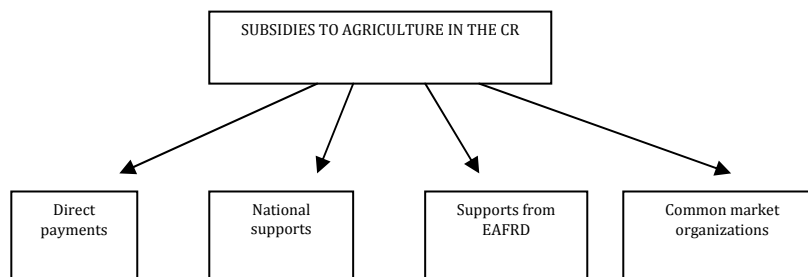 SUBSIDIES TO AGRICULTURE IN THE CR
Direct
payments
National
supports
Supports from
EAFRD
Common market
organizations